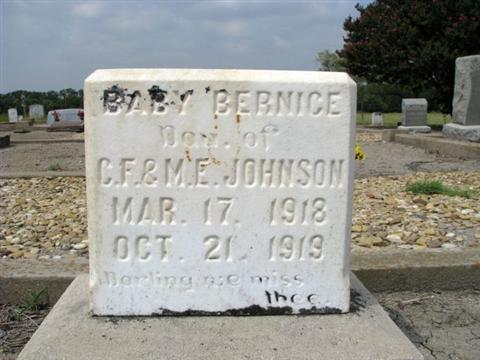 BABY BERNICE
Dau. of
C.F. & M.E. JOHNSON
MAR. 17. 1918
OCT. 21. 1919
Darling we miss
thee